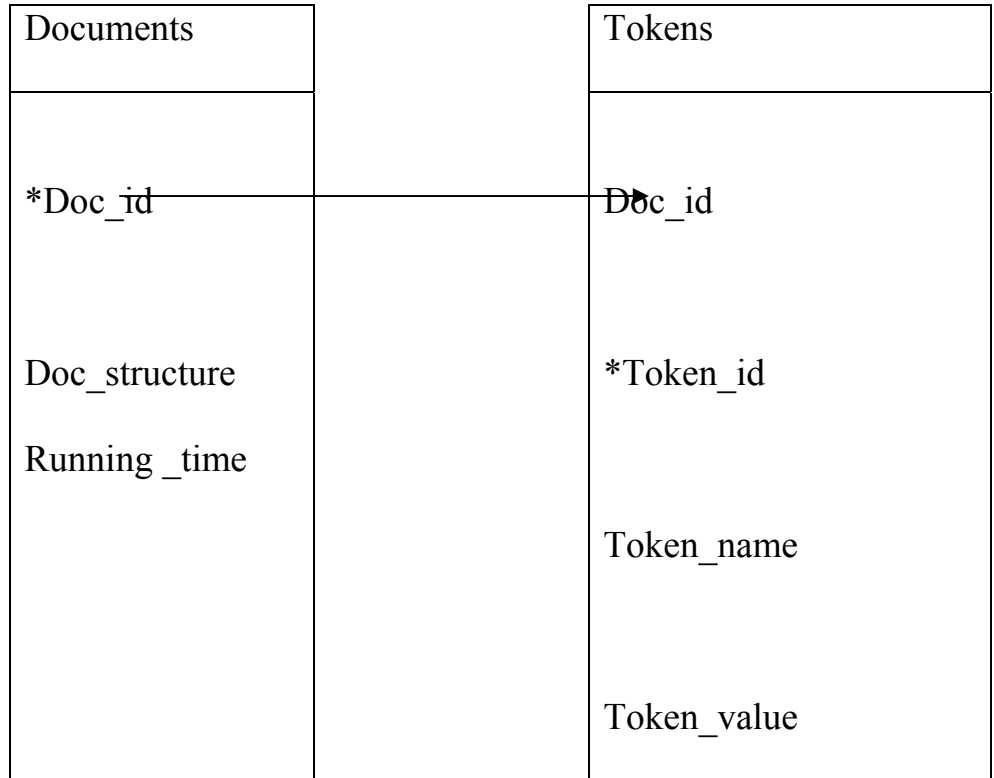 Documents
*Doc_id
Doc_structure
Running _time
Tokens
Doc_id
*Token_id
Token_name
Token_value